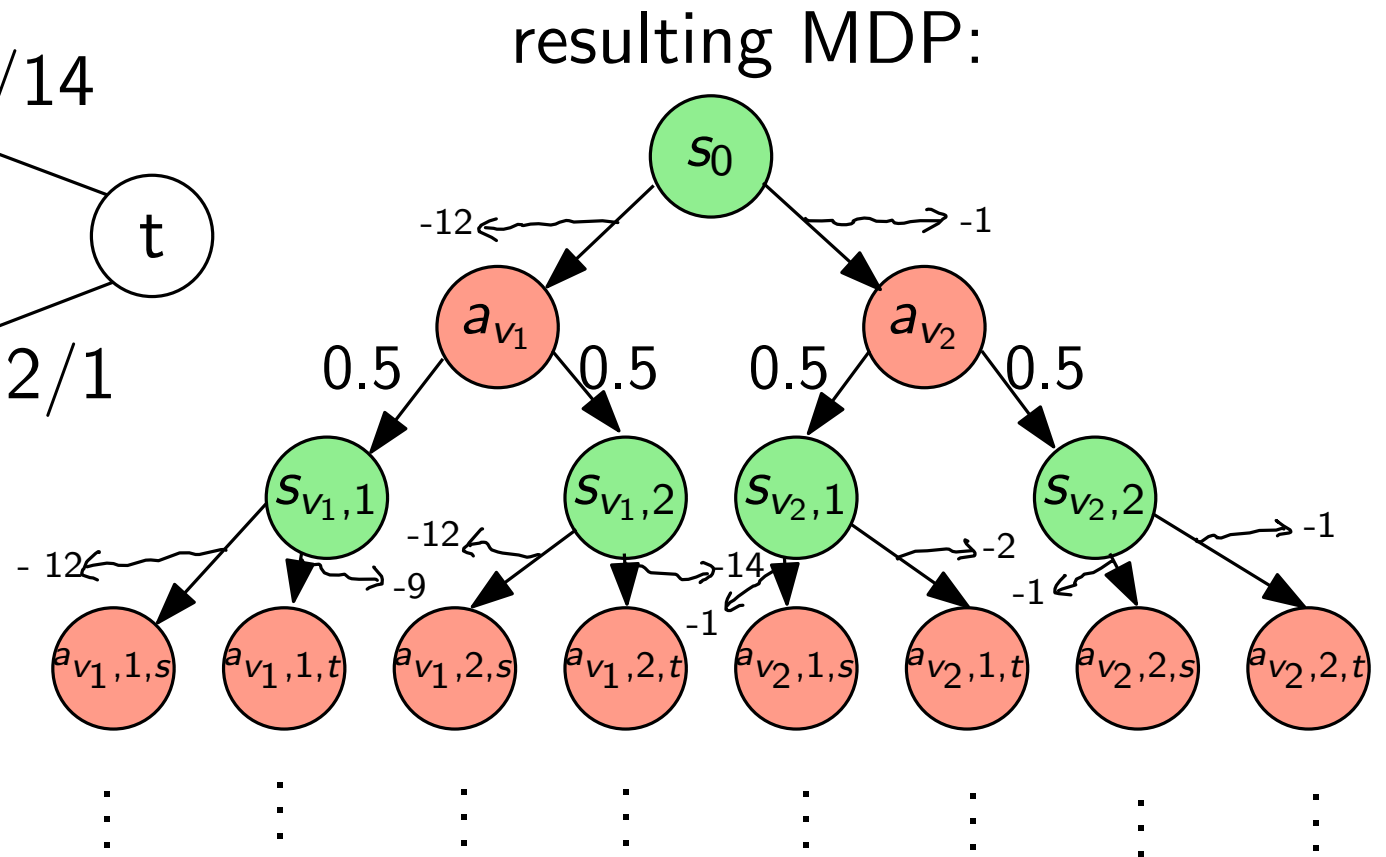 resulting MDP:
/14
s0
t
-12
-1
av1
av2
2/1
0.5
0.5
0.5
0.5
sv1,1
sv1,2
sv2,1
sv2,2
- 12
-9
-12
-14
-1
-2
-1
-1
av1,1,s
av1,1,t
av1,2,s
av1,2,t
av2,1,s
av2,1,t
av2,2,s
av2,2,t